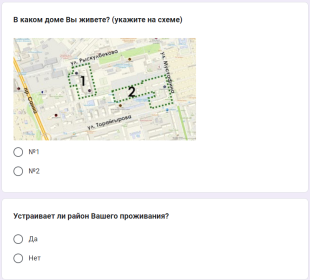 В каком доме Вы живете? (укажите на схеме)
ул. Рыскулбекова
1
2
ул. Торайгырова
№1
№2
Устраивает ли район Вашего проживания?
Да
Нет